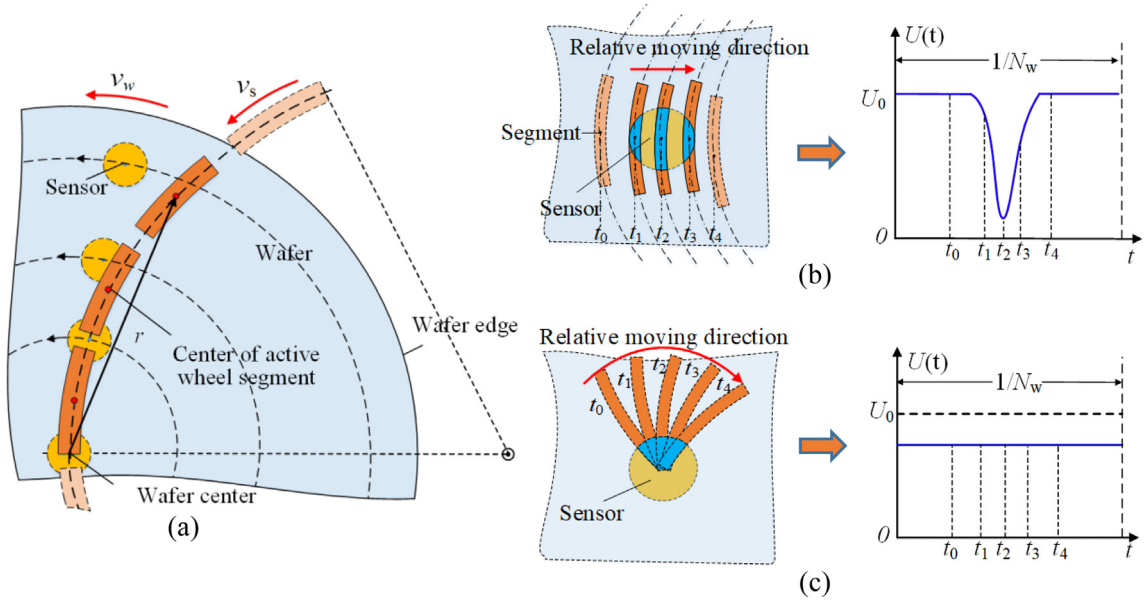 v_w
v_s
Sensor
Wafer
Wafer edge
r
Center of active
wheel segment
Wafer center
(a)
Relative moving direction
Segment
Sensor
t_0
t_1
t_2
t_3
t_4
U(t)
1/N_w
U_0
0
t_0
t_1
t_2
t_3
t_4
t
(b)
Relative moving direction
t_0
t_1
t_2
t_3
t_4
Sensor
U(t)
1/N_w
U_0
0
t_0
t_1
t_2
t_3
t_4
t
(c)